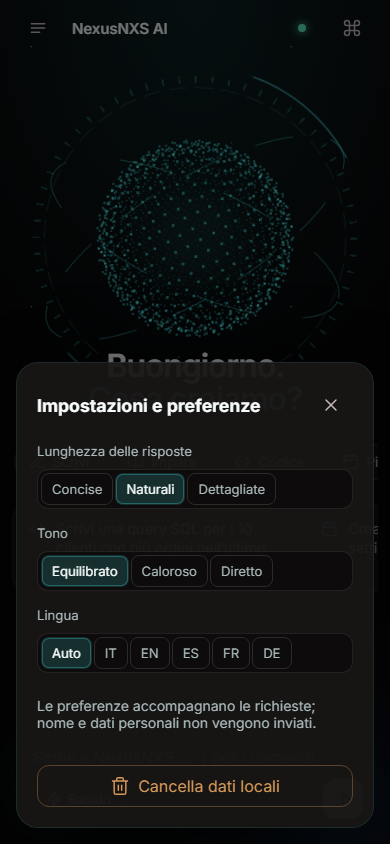 NexusNXS AI
Buongiorno.
Impostazioni e preferenze
Lunghezza delle risposte
Concise Naturali Dettagliate
Tono
Equilibrato Caloroso Diretto
Lingua
Auto IT EN ES FR DE
Le preferenze accompagnano le richieste;
nome e dati personali non vengono inviati.
Cancella dati locali